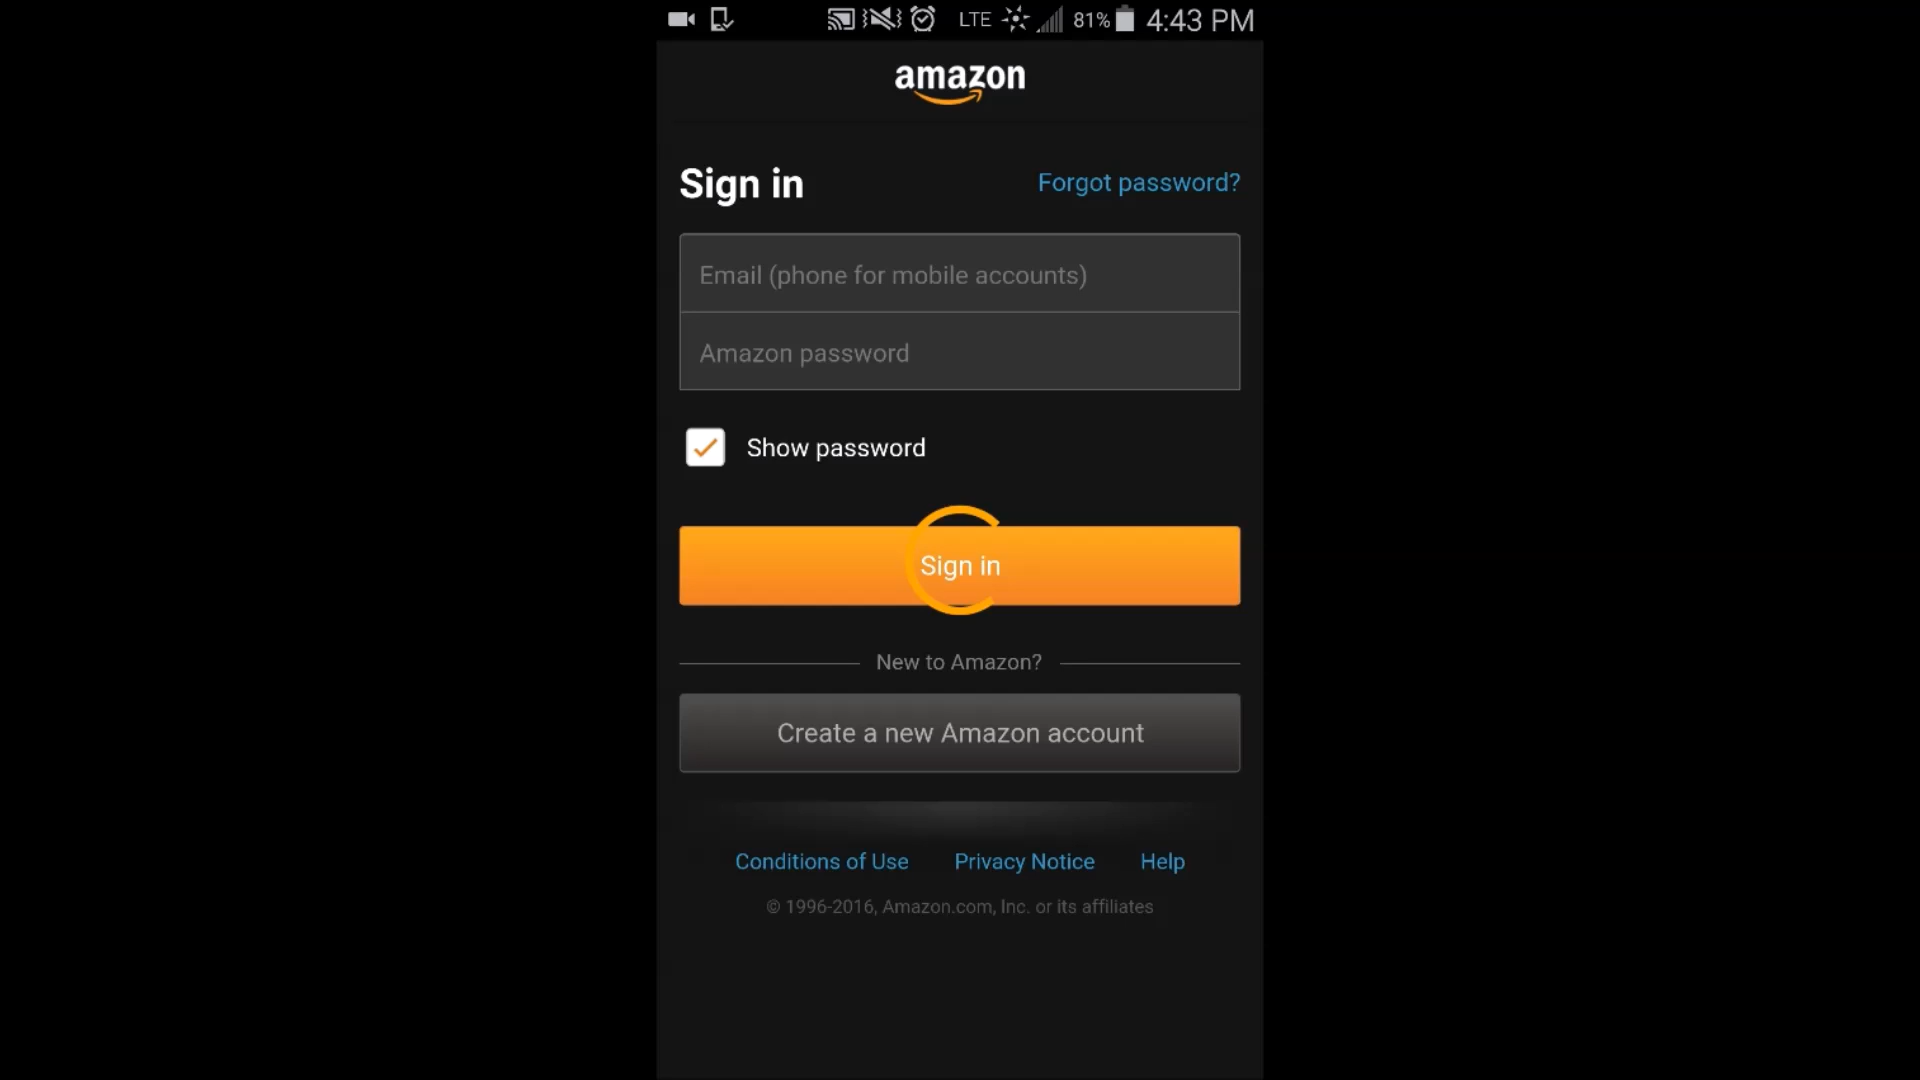 LTE 81% 4:43 PM
amazon
Sign in
Forgot password?
Email (phone for mobile accounts)
Amazon password
Show password
Sign in
New to Amazon?
Create a new Amazon account
Conditions of Use Privacy Notice Help
© 1996-2016, Amazon.com, Inc. or its affiliates